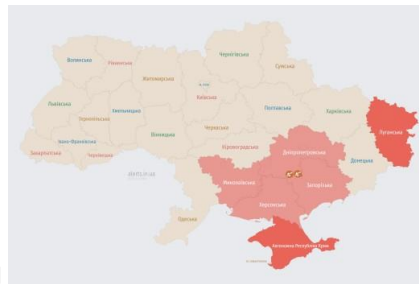 Чернігівська
Волинська
Рівненська
Сумська
Житомирська
м. Київ
Київська
Львівська
Полтавська
Харківська
Хмельницька
Луганська
Тернопільська
Черкаська
Вінницька
Івано-Франківська
Кіровоградська
Дніпропетровська
Закарпатська
Чернівецька
Донецька
alerts.in.ua
Миколаївська
Запорізька
Херсонська
Одеська
Автономна Республіка Крим